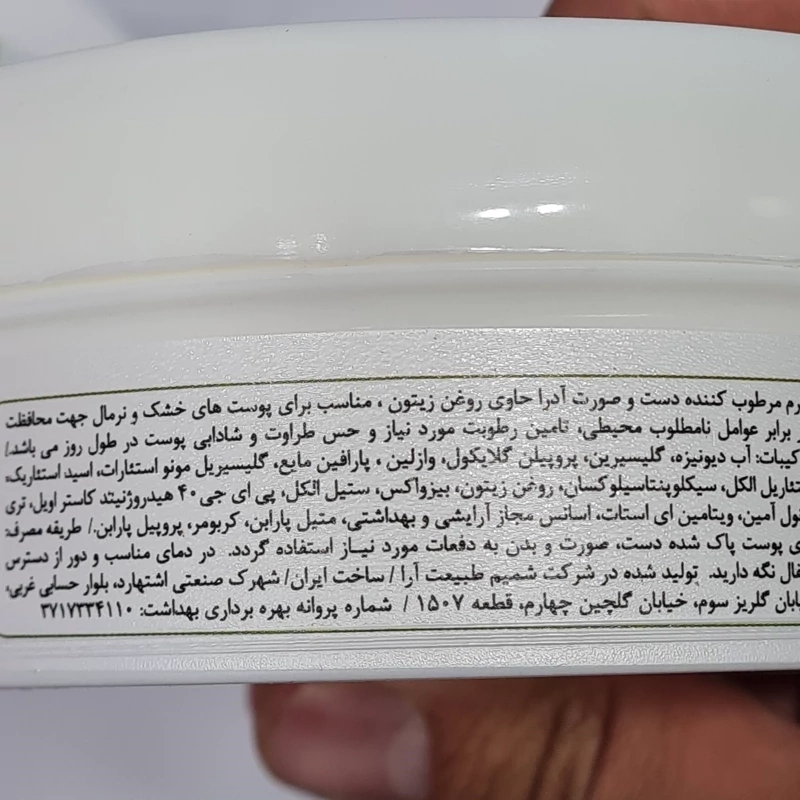 رم مرطوب کننده دست و صورت آدرا حاوی روغن زیتون ، مناسب برای پوست های خشک و نرمال جهت محافظت
برابر عوامل نامطلوب محیطی، تامین رطوبت مورد نیاز و حس طراوت و شادابی پوست در طول روز می باشد./
کیبات: آب دیونیزه، گلیسیرین، پروپیلن گلایکول، وازلین ، پارافین مایع، گلیسیریل مونو استئارات، اسید استئاریک،
تئاریل الکل، سیکلوپنتاسیلوکسان، روغن زیتون، بیزواکس، ستیل الکل، پی ای جی ۴۰ هیدروژنیتد کاستر اویل، تری
ول آمین، ویتامین ای استات، اسانس مجاز آرایشی و بهداشتی، متیل پارابن، کربومر، پروپیل پارابن./ طریقه مصرف:
ی پوست پاک شده دست، صورت و بدن به دفعات مورد نیاز استفاده گردد. در دمای مناسب و دور از دسترس
فال نگه دارید. تولید شده در شرکت شمیم طبیعت آرا / ساخت ایران/ شهرک صنعتی اشتهارد، بلوار حسابی غربی،
بابان گلریز سوم، خیابان گلچین چهارم، قطعه ۱۵۰۷ / شماره پروانه بهره برداری بهداشت: ۳۷۱۷۳۳۴۱۱۰